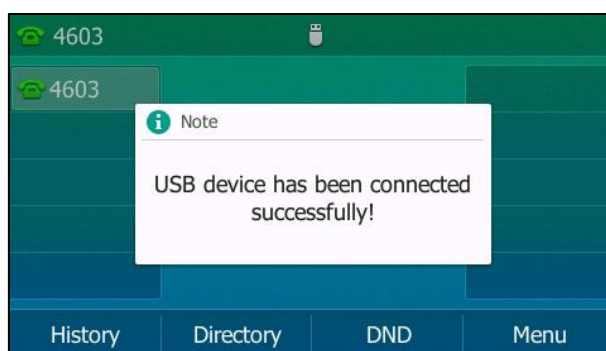 4603
4603
Note
USB device has been connected
successfully!
History Directory DND Menu